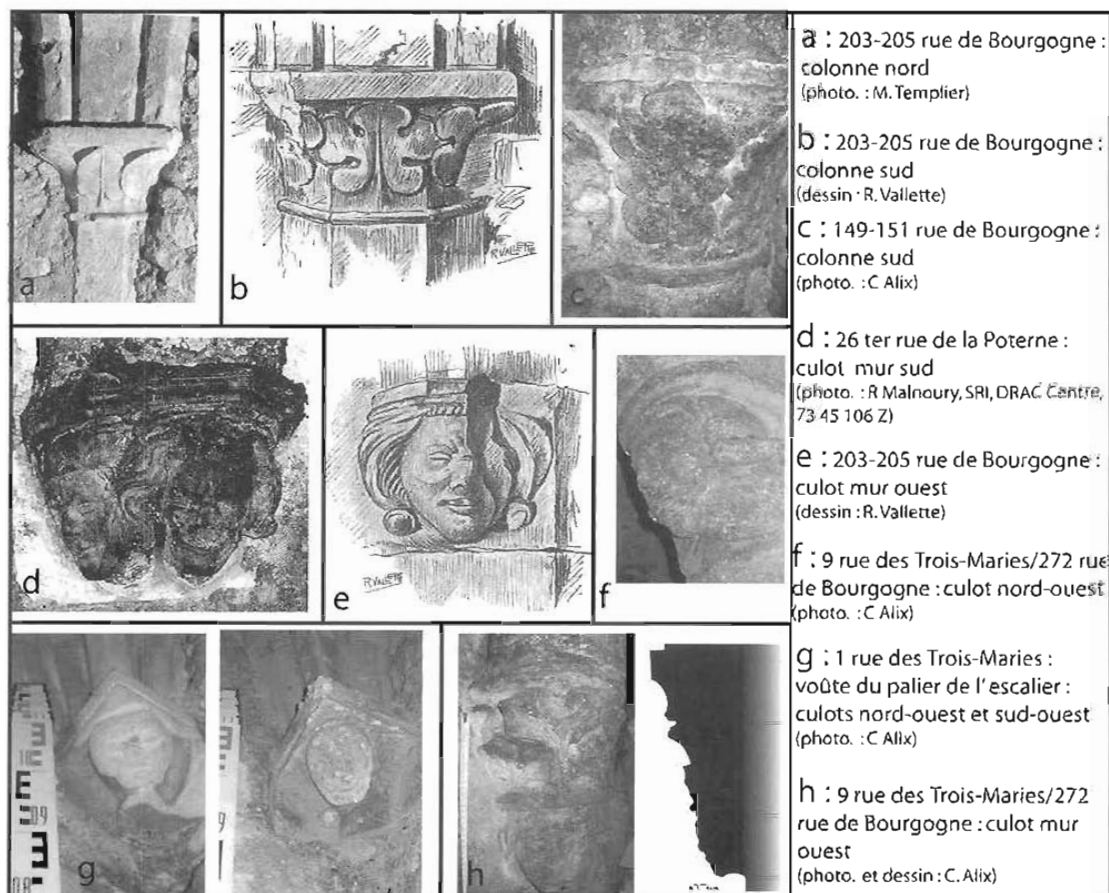 a : 203-205 rue de Bourgogne :
colonne nord
(photo. : M. Templier)
b : 203-205 rue de Bourgogne :
colonne sud
(dessin : R. Vallette)
c : 149-151 rue de Bourgogne :
colonne sud
(photo. : C Alix)
d : 26 ter rue de la Poterne :
culot mur sud
(photo. : R Malnoury, SRI, DRAC Centre,
73 45 106 Z)
e : 203-205 rue de Bourgogne :
culot mur ouest
(dessin : R. Vallette)
f : 9 rue des Trois-Maries/272 rue
de Bourgogne : culot nord-ouest
(photo. : C Alix)
g : 1 rue des Trois-Maries :
voûte du palier de l'escalier :
culots nord-ouest et sud-ouest
(photo. : C Alix)
h : 9 rue des Trois-Maries/272
rue de Bourgogne : culot mur
ouest
(photo. et dessin : C. Alix)
a
b
R.VALLETTE
c
d
e
R.VALLETTE
f
g
h